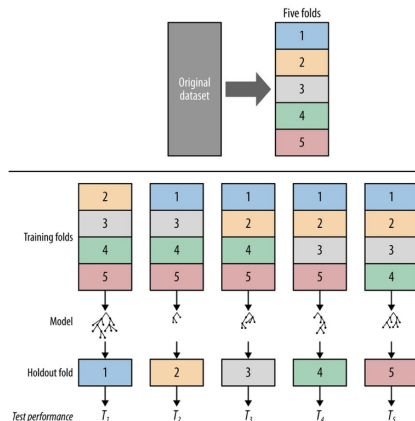 Five folds
1
2
Original
dataset
3
4
5
2 1 1 1 1
3 3 2 2 2
Training folds
4 4 4 3 3
5 5 5 5 4
Model
Holdout fold 1 2 3 4 5
Test performance T₁ T₂ T₃ T₄ T₅